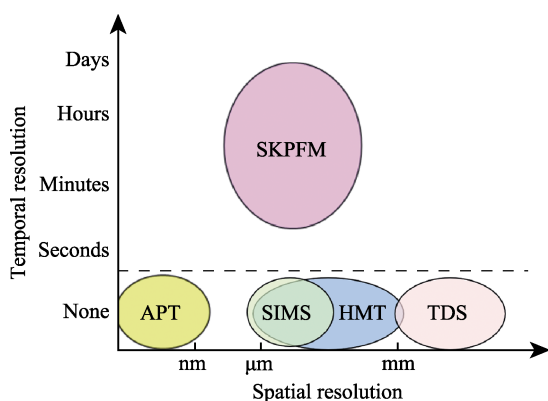 Temporal resolution
Days
Hours
Minutes
Seconds
None
SKPFM
APT
SIMS
HMT
TDS
nm
μm
mm
Spatial resolution